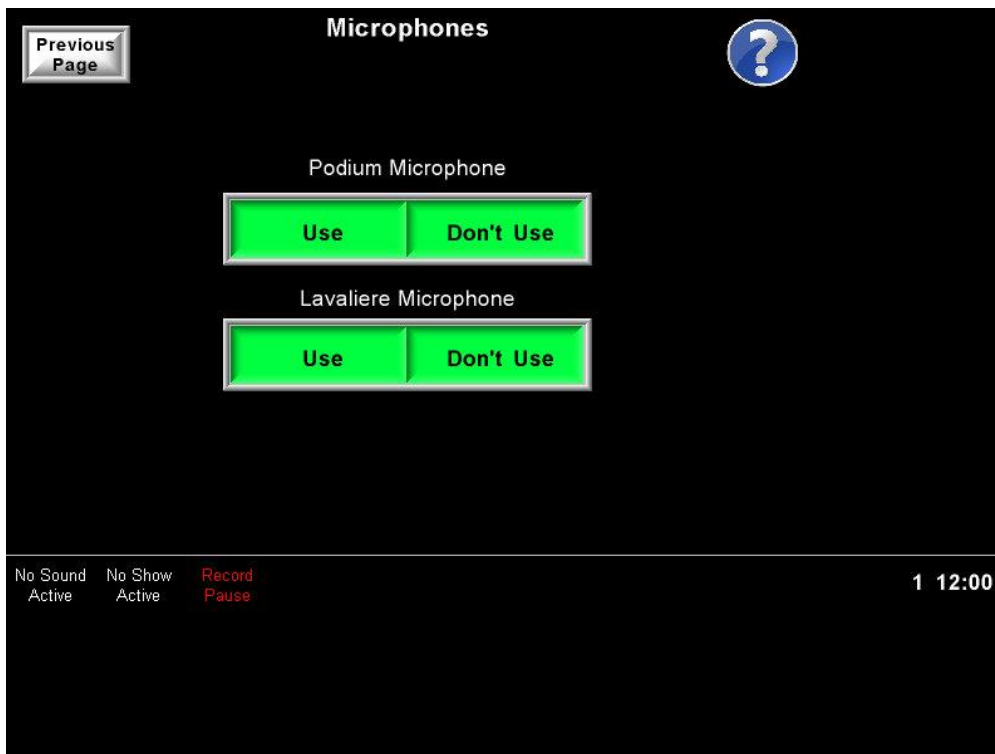 Previous
Page
Microphones
?
Podium Microphone
Use
Don't Use
Lavaliere Microphone
Use
Don't Use
No Sound
Active
No Show
Active
Record
Pause
1 12:00